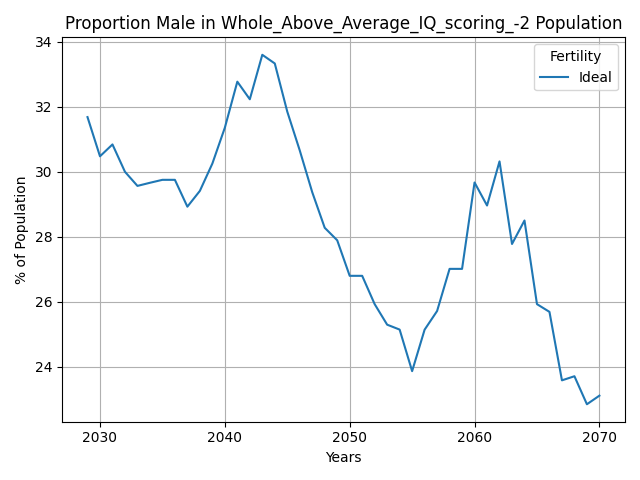 Proportion Male in Whole_Above_Average_IQ_scoring_-2 Population
34
32
30
28
26
24
% of Population
Fertility
Ideal
2030 2040 2050 2060 2070
Years